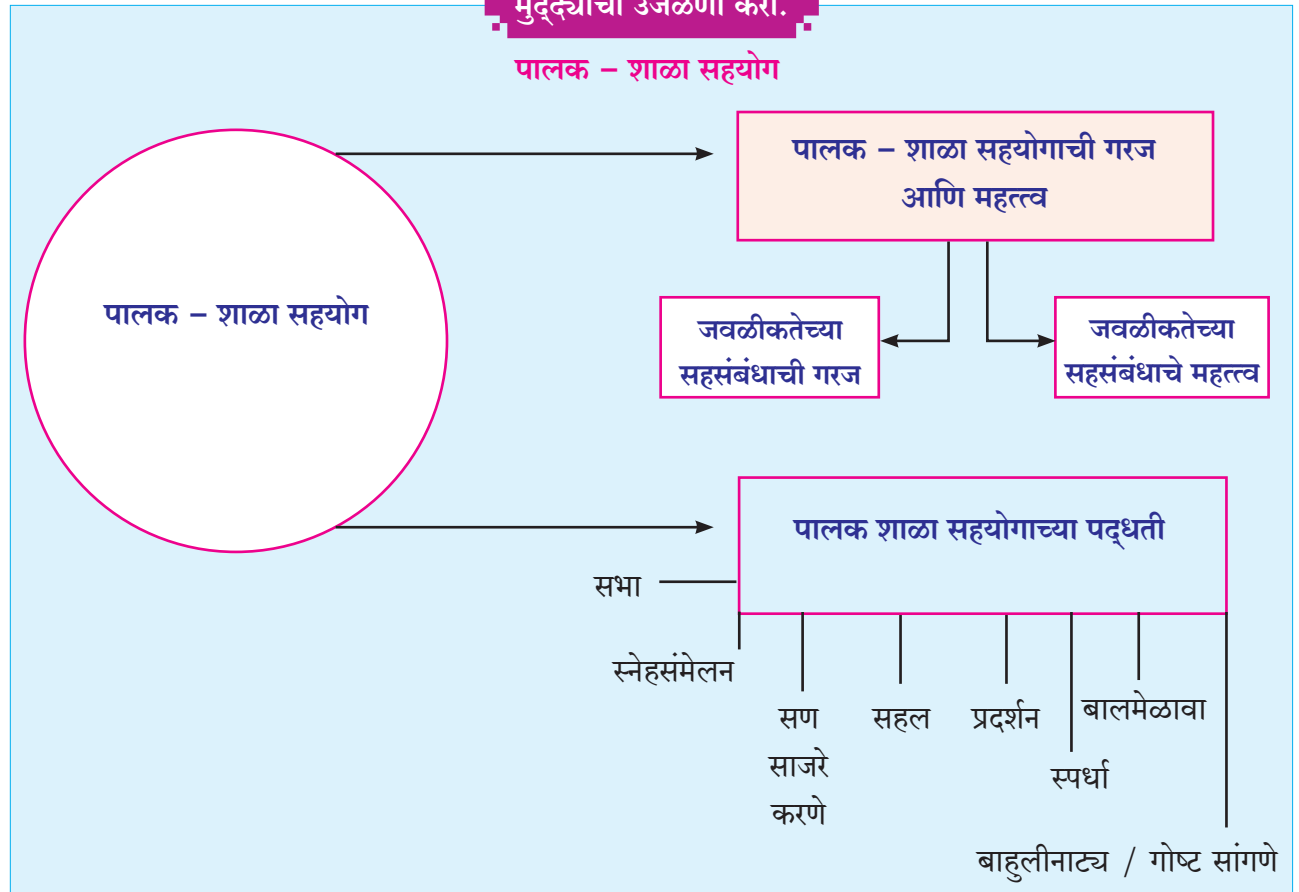 मुद्‌द्यांची उजळणी करा.
पालक – शाळा सहयोग
पालक – शाळा सहयोग
पालक – शाळा सहयोगाची गरज
आणि महत्त्व
जवळीकतेच्या
सहसंबंधाची गरज
जवळीकतेच्या
सहसंबंधाचे महत्त्व
पालक शाळा सहयोगाच्या पद्‌धती
सभा
स्नेहसंमेलन
सण
साजरे
करणे
सहल
प्रदर्शन
स्पर्धा
बालमेळावा
बाहुलीनाट्य / गोष्ट सांगणे